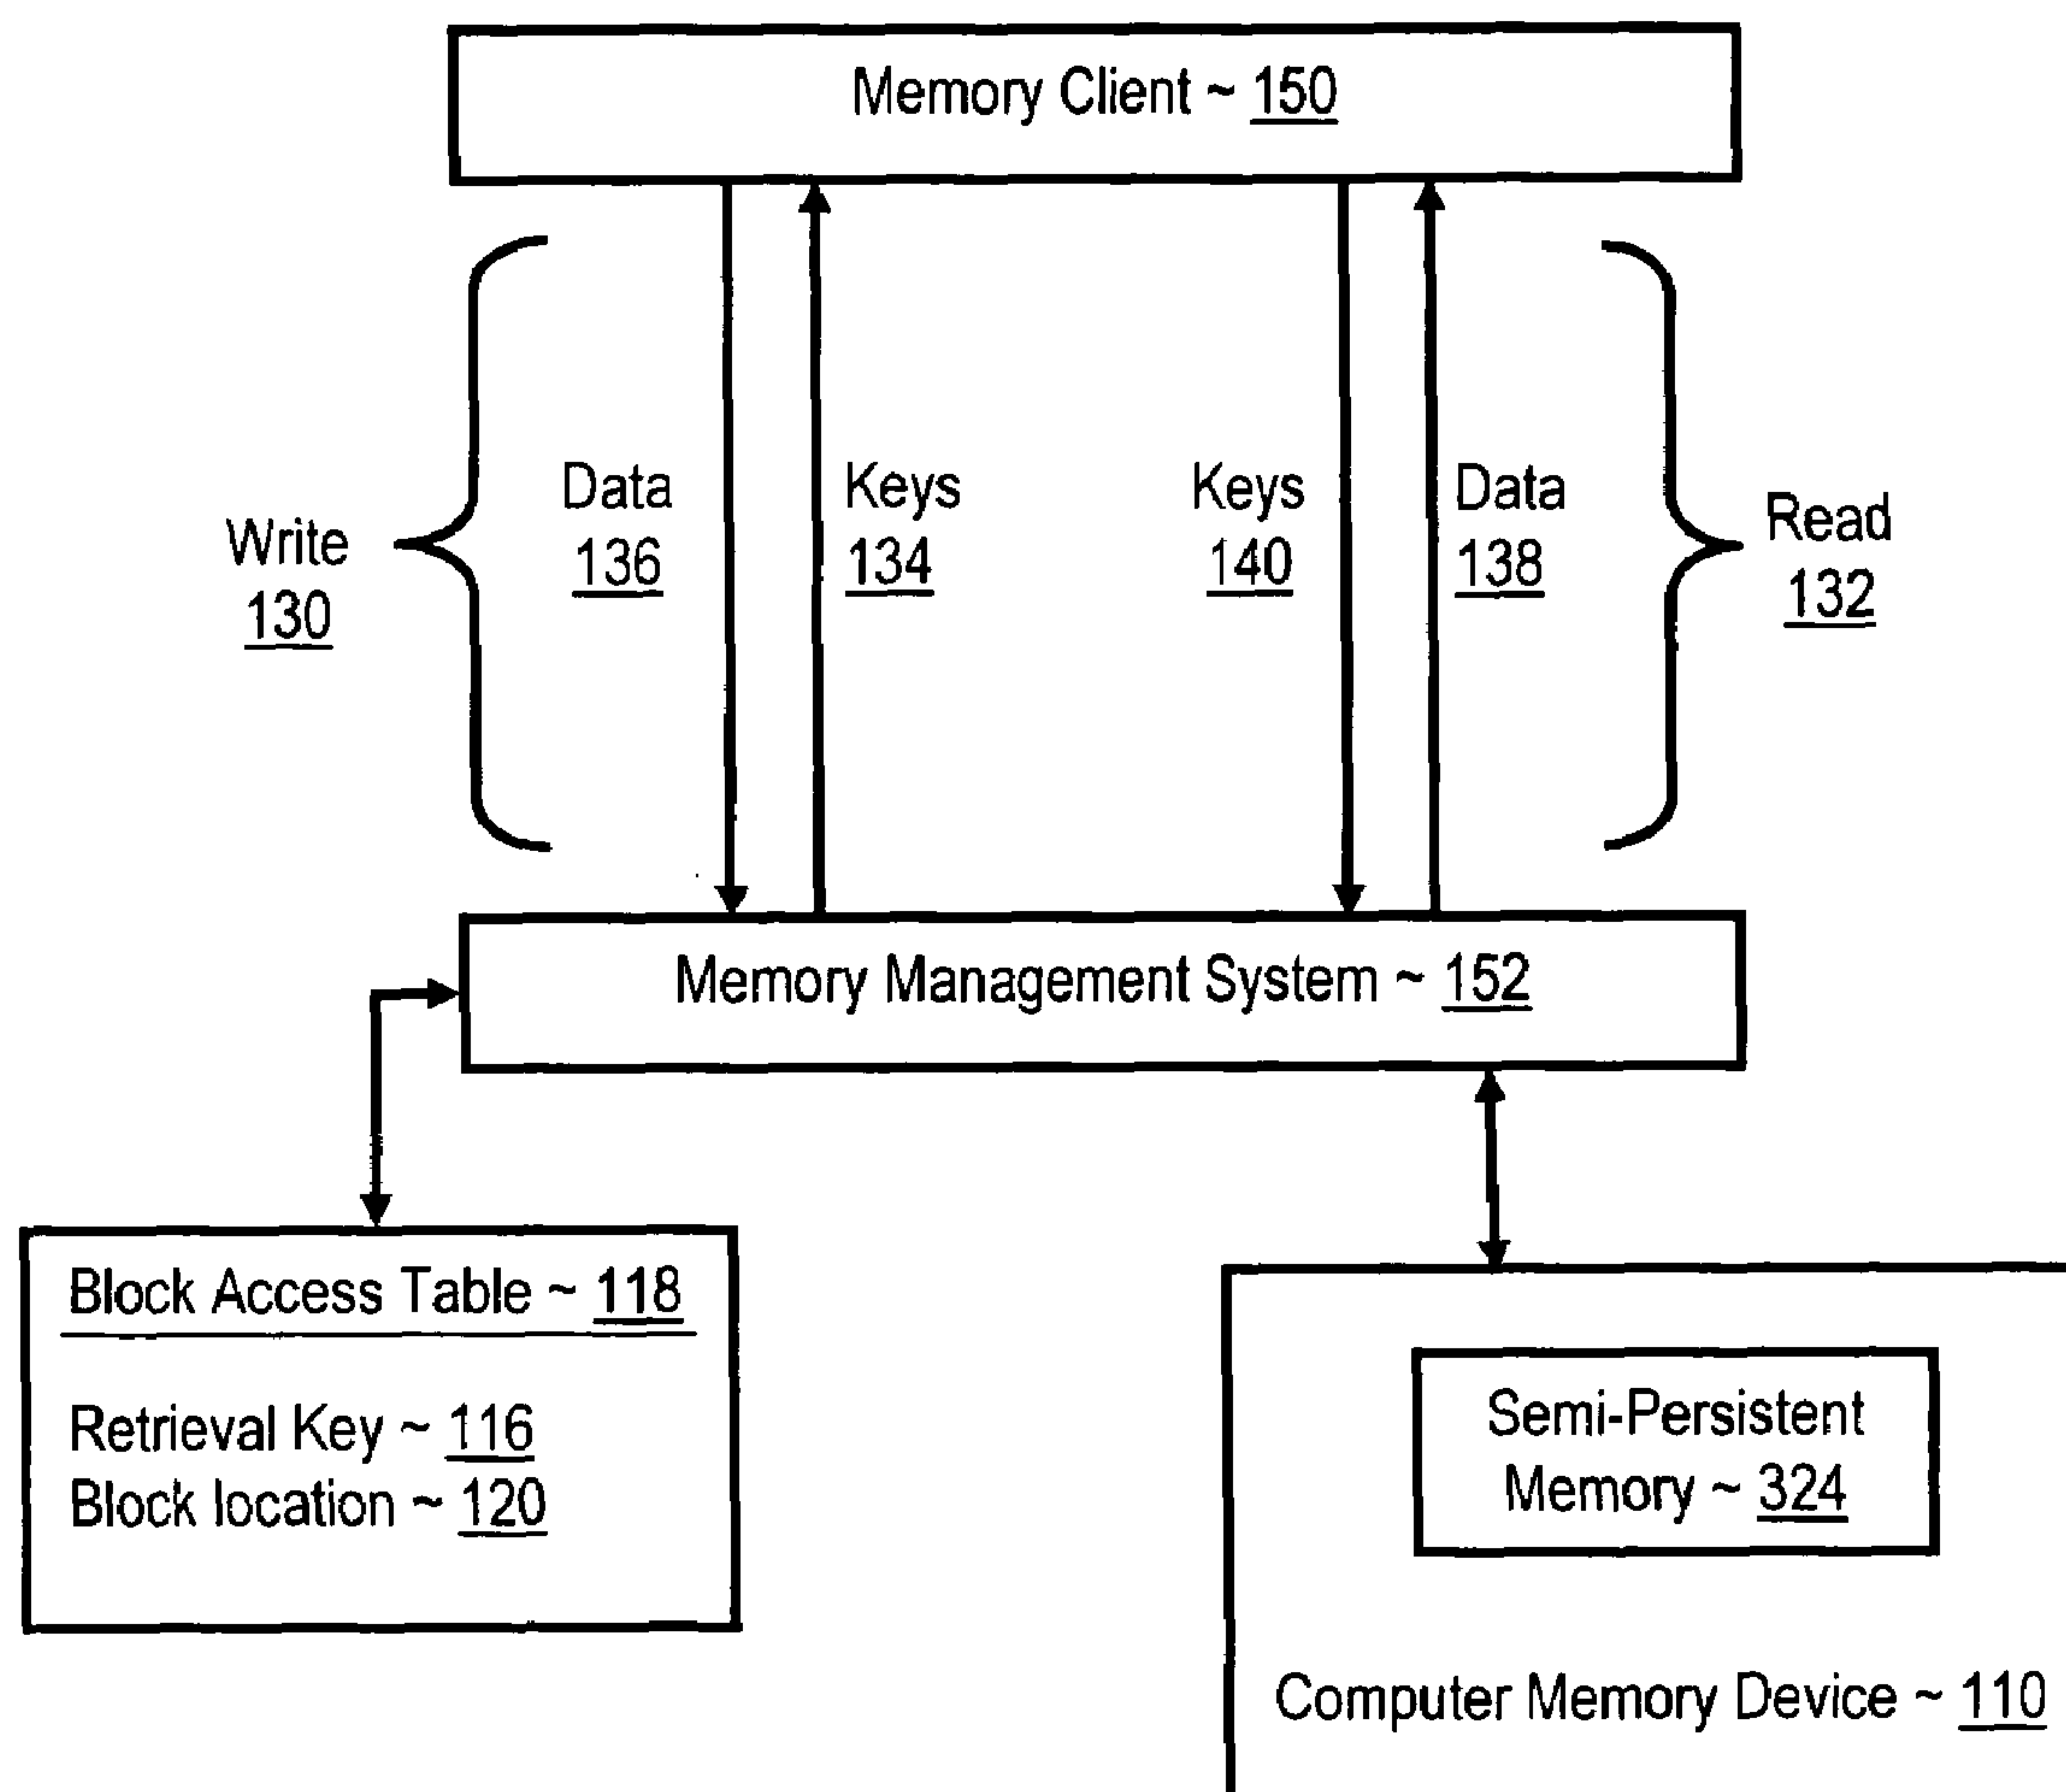 Memory Client ~ 150
Write
130
Data
136
Keys
134
Keys
140
Data
138
Read
132
Memory Management System ~ 152
Block Access Table ~ 118
Retrieval Key ~ 116
Block location ~ 120
Semi-Persistent
Memory ~ 324
Computer Memory Device ~ 110